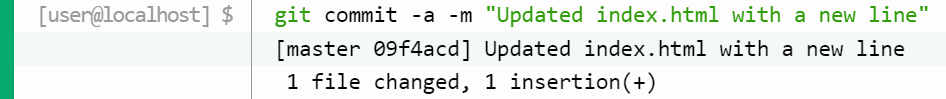 [user@localhost] $ git commit -a -m "Updated index.html with a new line"
[master 09f4acd] Updated index.html with a new line
1 file changed, 1 insertion(+)